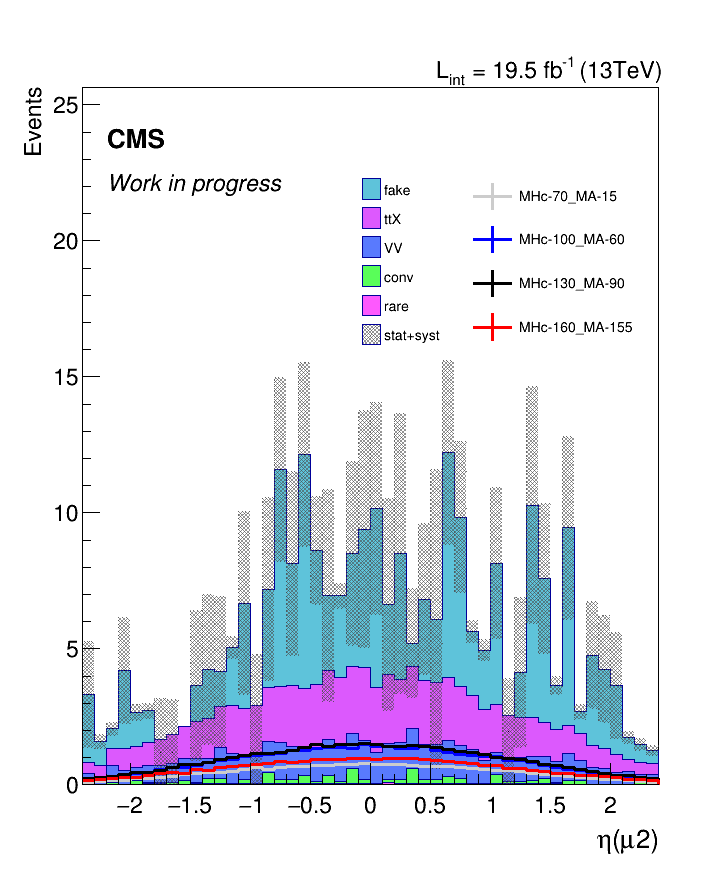 L_int = 19.5 fb^-1 (13TeV)
Events
25
CMS
Work in progress
fake
ttX
VV
conv
rare
stat+syst
MHc-70_MA-15
MHc-100_MA-60
MHc-130_MA-90
MHc-160_MA-155
20
15
10
5
0
−2 −1.5 −1 −0.5 0 0.5 1 1.5 2
η(μ2)